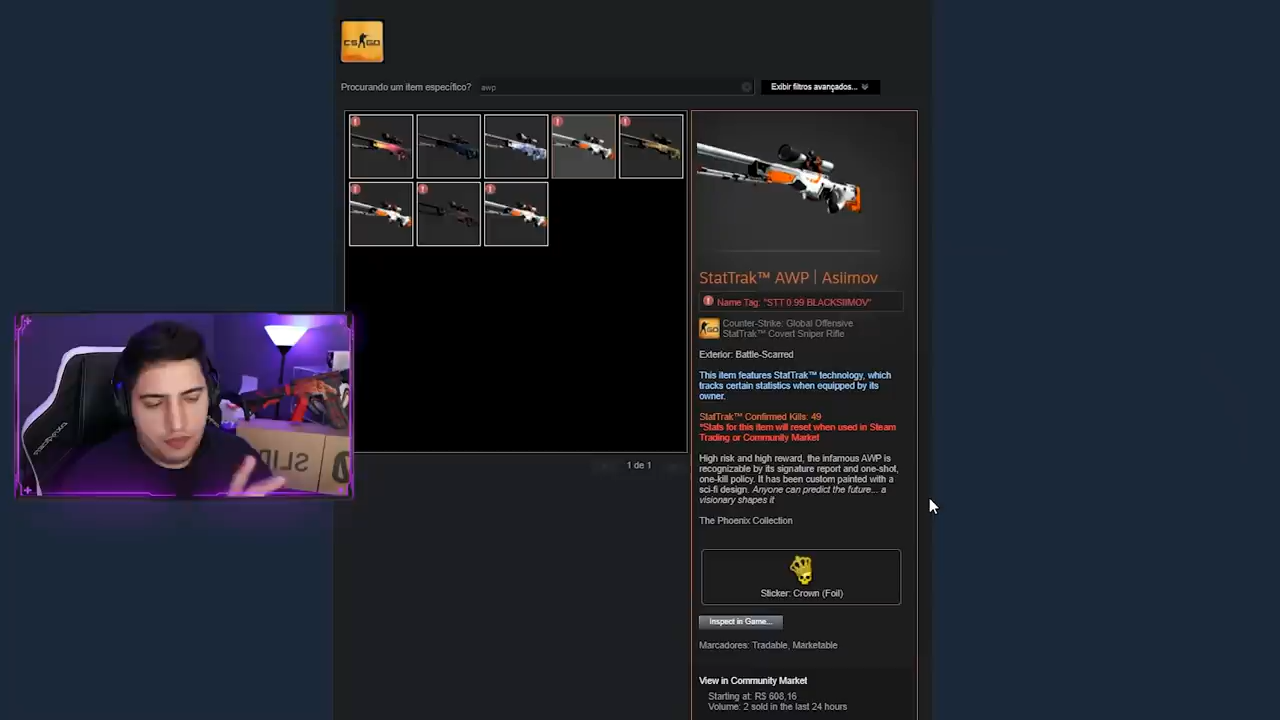 CS GO
Procurando um item específico?
awp
Exibir filtros avançados...
StatTrak™ AWP | Asiimov
Name Tag: "STT 0.99 BLACKSIIMOV"
Counter-Strike: Global Offensive
StatTrak™ Covert Sniper Rifle
Exterior: Battle-Scarred
This item features StatTrak™ technology, which
tracks certain statistics when equipped by its
owner.
StatTrak™ Confirmed Kills: 49
*Stats for this item will reset when used in Steam
Trading or Community Market
High risk and high reward, the infamous AWP is
recognizable by its signature report and one-shot,
one-kill policy. It has been custom painted with a
sci-fi design. Anyone can predict the future... a
visionary shapes it
The Phoenix Collection
Sticker: Crown (Foil)
Inspect in Game...
Marcadores: Tradable, Marketable
View in Community Market
Starting at: R$ 608,16
Volume: 2 sold in the last 24 hours
1 de 1